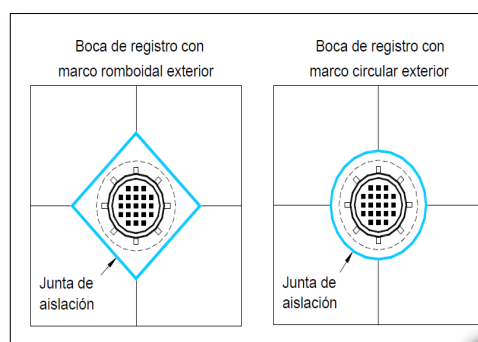 Boca de registro con
marco romboidal exterior
Junta de
aislación
Boca de registro con
marco circular exterior
Junta de
aislación